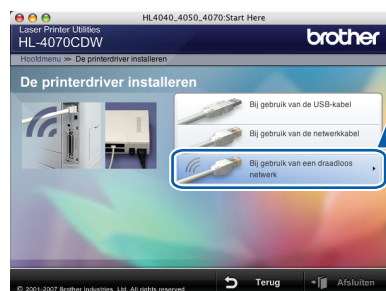 HL4040_4050_4070:Start Here
Laser Printer Utilities
HL-4070CDW
brother
Hoofdmenu ≫ De printerdriver installeren
De printerdriver installeren
Bij gebruik van de USB-kabel
Bij gebruik van de netwerkkabel
Bij gebruik van een draadloos
netwerk
Terug
Afsluiten
© 2001-2007 Brother Industries, Ltd. All rights reserved